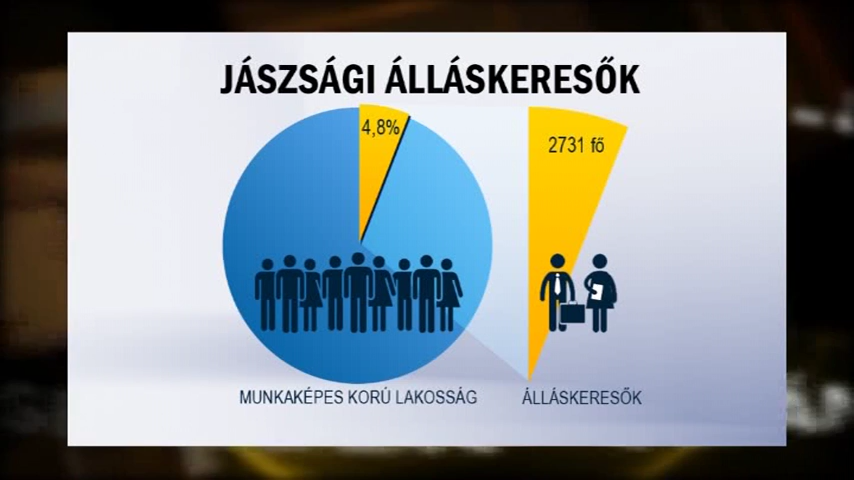 JÁSZSÁGI ÁLLÁSKERESŐK
4,8%
2731 fő
MUNKAKÉPES KORÚ LAKOSSÁG
ÁLLÁSKERESŐK